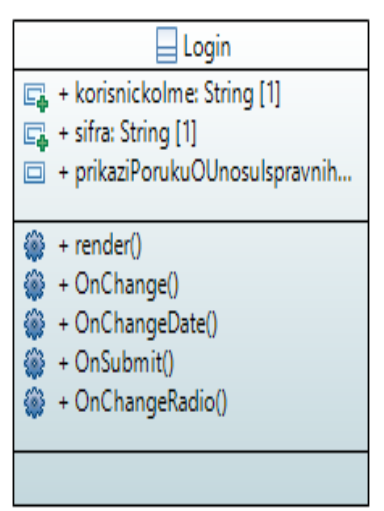 Login
+ korisnickoIme: String [1]
+ sifra: String [1]
+ prikaziPorukuOUnosuIspravnih...
+ render()
+ OnChange()
+ OnChangeDate()
+ OnSubmit()
+ OnChangeRadio()